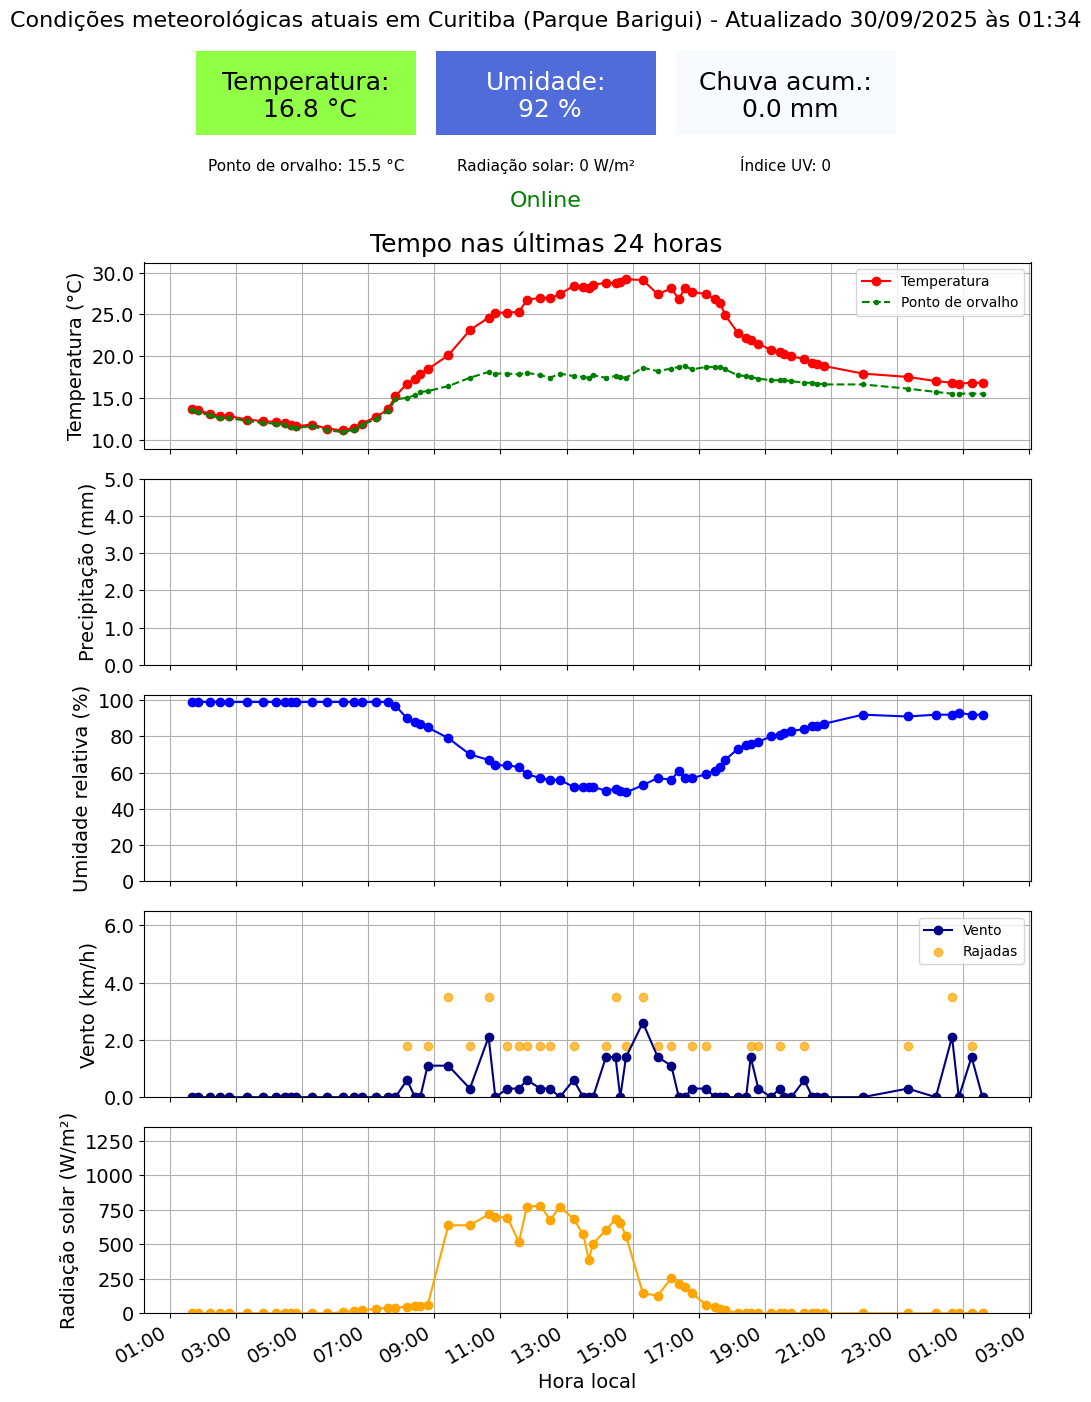 Condições meteorológicas atuais em Curitiba (Parque Barigui) - Atualizado 30/09/2025 às 01:34
Temperatura:
16.8 °C
Umidade:
92 %
Chuva acum.:
0.0 mm
Ponto de orvalho: 15.5 °C
Radiação solar: 0 W/m²
Índice UV: 0
Online
Tempo nas últimas 24 horas
Temperatura (°C)
30.0
25.0
20.0
15.0
10.0
Temperatura
Ponto de orvalho
Precipitação (mm)
5.0
4.0
3.0
2.0
1.0
0.0
Umidade relativa (%)
100
80
60
40
20
0
Vento (km/h)
6.0
4.0
2.0
0.0
Vento
Rajadas
Radiação solar (W/m²)
1250
1000
750
500
250
0
01:00
03:00
05:00
07:00
09:00
11:00
13:00
15:00
17:00
19:00
21:00
23:00
01:00
03:00
Hora local